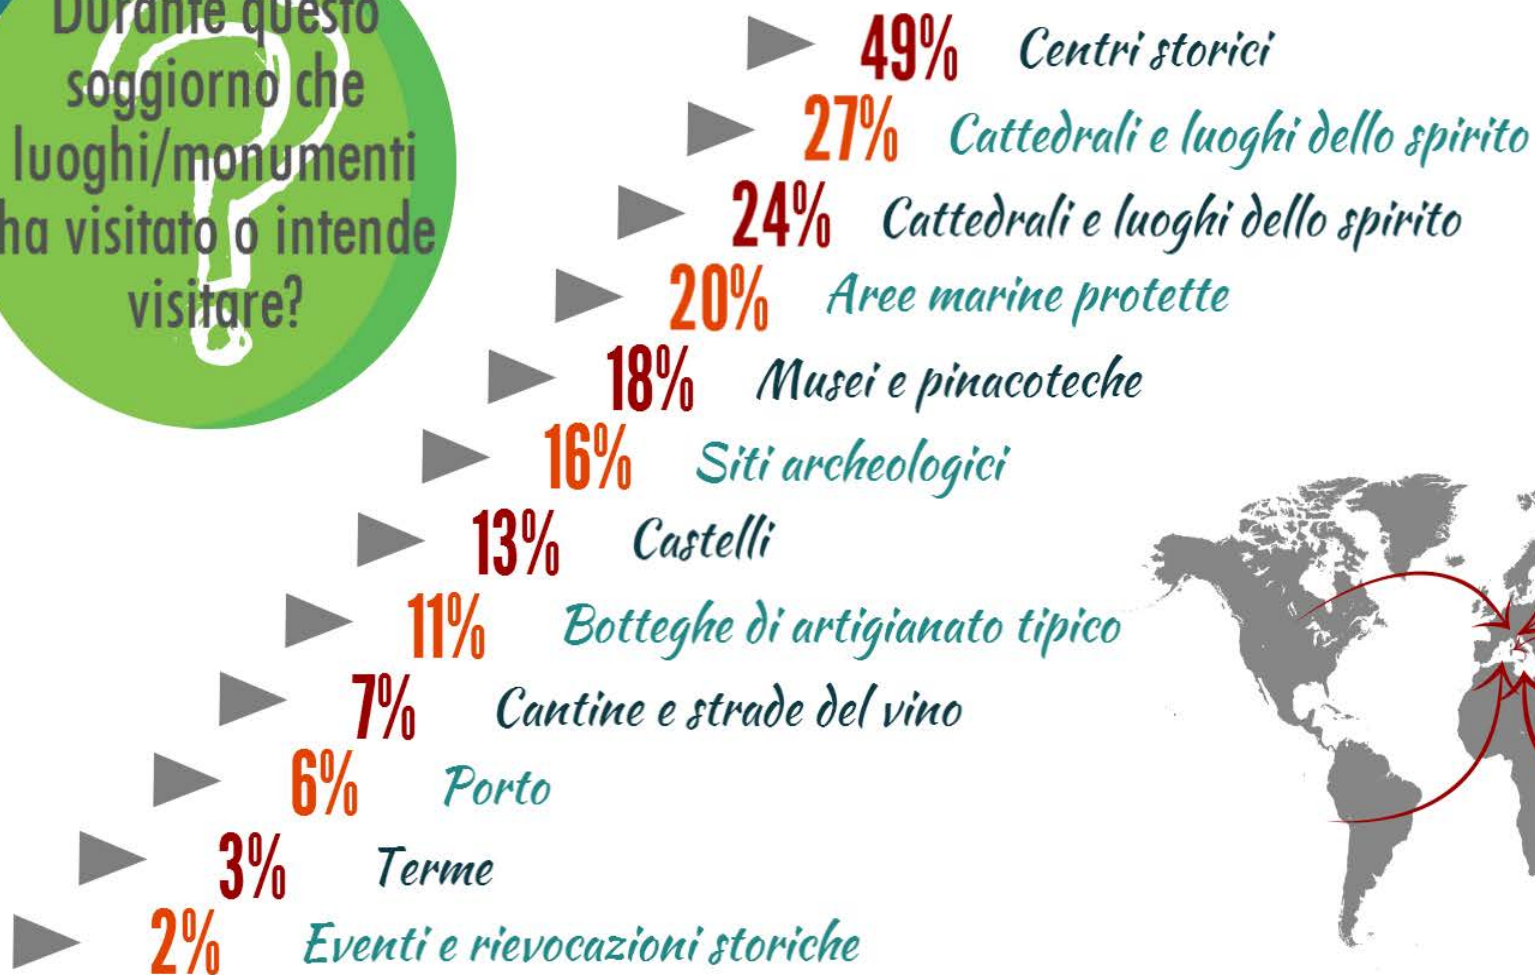 Durante questo
soggiorno che
luoghi/monumenti
ha visitato o intende
visitare?
49% Centri storici
27% Cattedrali e luoghi dello spirito
24% Cattedrali e luoghi dello spirito
20% Aree marine protette
18% Musei e pinacoteche
16% Siti archeologici
13% Castelli
11% Botteghe di artigianato tipico
7% Cantine e strade del vino
6% Porto
3% Terme
2% Eventi e rievocazioni storiche